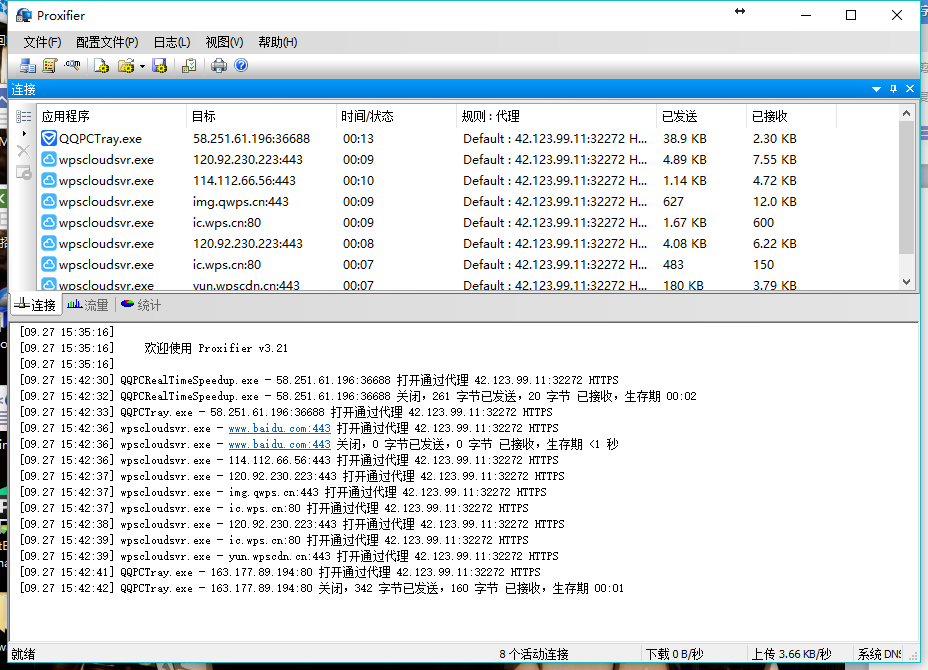 Proxifier
文件(F) 配置文件(P) 日志(L) 视图(V) 帮助(H)
连接
应用程序 目标 时间/状态 规则 : 代理 已发送 已接收
QQPCTray.exe 58.251.61.196:36688 00:13 Default : 42.123.99.11:32272 H... 38.9 KB 2.30 KB
wpscloudsvr.exe 120.92.230.223:443 00:09 Default : 42.123.99.11:32272 H... 4.89 KB 7.55 KB
wpscloudsvr.exe 114.112.66.56:443 00:10 Default : 42.123.99.11:32272 H... 1.14 KB 4.72 KB
wpscloudsvr.exe img.qwps.cn:443 00:09 Default : 42.123.99.11:32272 H... 627 12.0 KB
wpscloudsvr.exe ic.wps.cn:80 00:09 Default : 42.123.99.11:32272 H... 1.67 KB 600
wpscloudsvr.exe 120.92.230.223:443 00:08 Default : 42.123.99.11:32272 H... 4.08 KB 6.22 KB
wpscloudsvr.exe ic.wps.cn:80 00:07 Default : 42.123.99.11:32272 H... 483 150
wpscloudsvr.exe yun.wpscdn.cn:443 00:07 Default : 42.123.99.11:32272 H... 180 KB 3.79 KB
连接 流量 统计
[09.27 15:35:16]
[09.27 15:35:16] 欢迎使用 Proxifier v3.21
[09.27 15:35:16]
[09.27 15:42:30] QQPCRealTimeSpeedup.exe - 58.251.61.196:36688 打开通过代理 42.123.99.11:32272 HTTPS
[09.27 15:42:32] QQPCRealTimeSpeedup.exe - 58.251.61.196:36688 关闭，261 字节已发送，20 字节 已接收，生存期 00:02
[09.27 15:42:33] QQPCTray.exe - 58.251.61.196:36688 打开通过代理 42.123.99.11:32272 HTTPS
[09.27 15:42:36] wpscloudsvr.exe - www.baidu.com:443 打开通过代理 42.123.99.11:32272 HTTPS
[09.27 15:42:36] wpscloudsvr.exe - www.baidu.com:443 关闭，0 字节已发送，0 字节 已接收，生存期 <1 秒
[09.27 15:42:36] wpscloudsvr.exe - 114.112.66.56:443 打开通过代理 42.123.99.11:32272 HTTPS
[09.27 15:42:37] wpscloudsvr.exe - 120.92.230.223:443 打开通过代理 42.123.99.11:32272 HTTPS
[09.27 15:42:37] wpscloudsvr.exe - img.qwps.cn:443 打开通过代理 42.123.99.11:32272 HTTPS
[09.27 15:42:37] wpscloudsvr.exe - ic.wps.cn:80 打开通过代理 42.123.99.11:32272 HTTPS
[09.27 15:42:38] wpscloudsvr.exe - 120.92.230.223:443 打开通过代理 42.123.99.11:32272 HTTPS
[09.27 15:42:39] wpscloudsvr.exe - ic.wps.cn:80 打开通过代理 42.123.99.11:32272 HTTPS
[09.27 15:42:39] wpscloudsvr.exe - yun.wpscdn.cn:443 打开通过代理 42.123.99.11:32272 HTTPS
[09.27 15:42:41] QQPCTray.exe - 163.177.89.194:80 打开通过代理 42.123.99.11:32272 HTTPS
[09.27 15:42:42] QQPCTray.exe - 163.177.89.194:80 关闭，342 字节已发送，160 字节 已接收，生存期 00:01
就绪 8 个活动连接 下载 0 B/秒 上传 3.66 KB/秒 系统 DNS